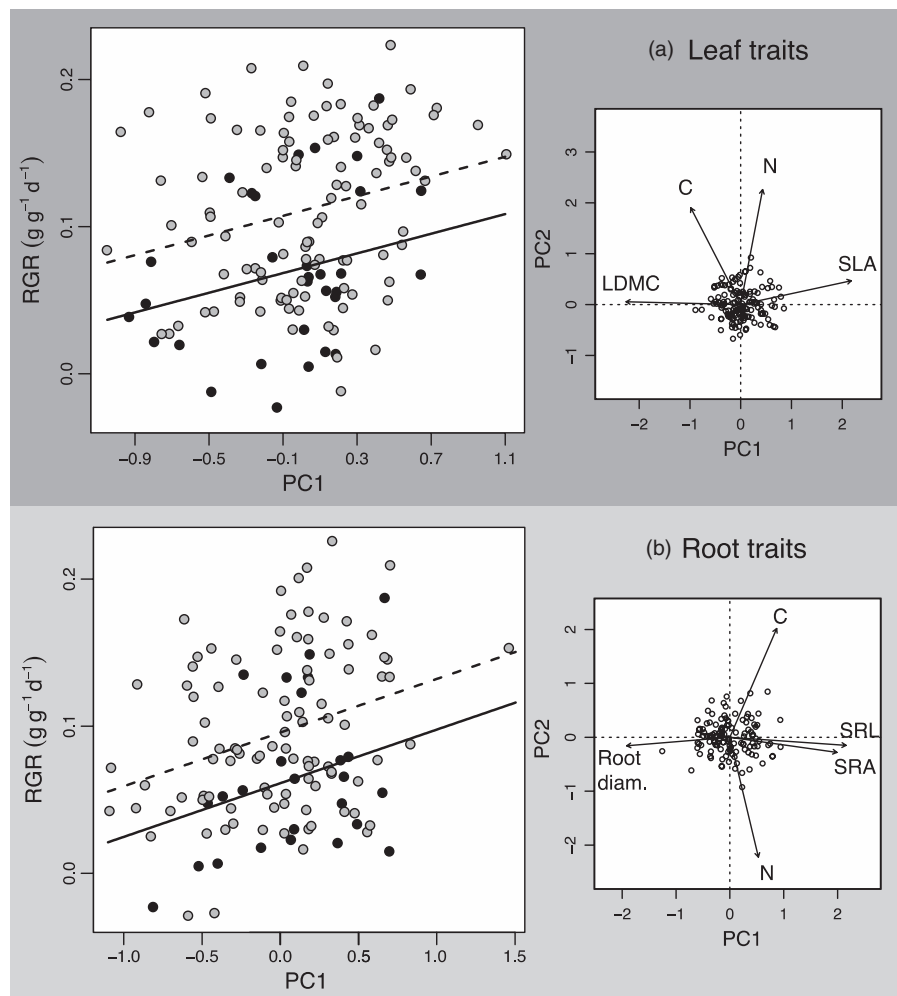 (a) Leaf traits
RGR (g g⁻¹ d⁻¹)
0.2
0.1
0.0
−0.9 −0.5 −0.1 0.3 0.7 1.1
PC1
PC2
3
2
1
0
−1
C
N
LDMC
SLA
−2 −1 0 1 2
PC1
(b) Root traits
RGR (g g⁻¹ d⁻¹)
0.2
0.1
0.0
−1.0 −0.5 0.0 0.5 1.0 1.5
PC1
PC2
2
1
0
−1
−2
C
SRL
SRA
Root
diam.
N
−2 −1 0 1 2
PC1